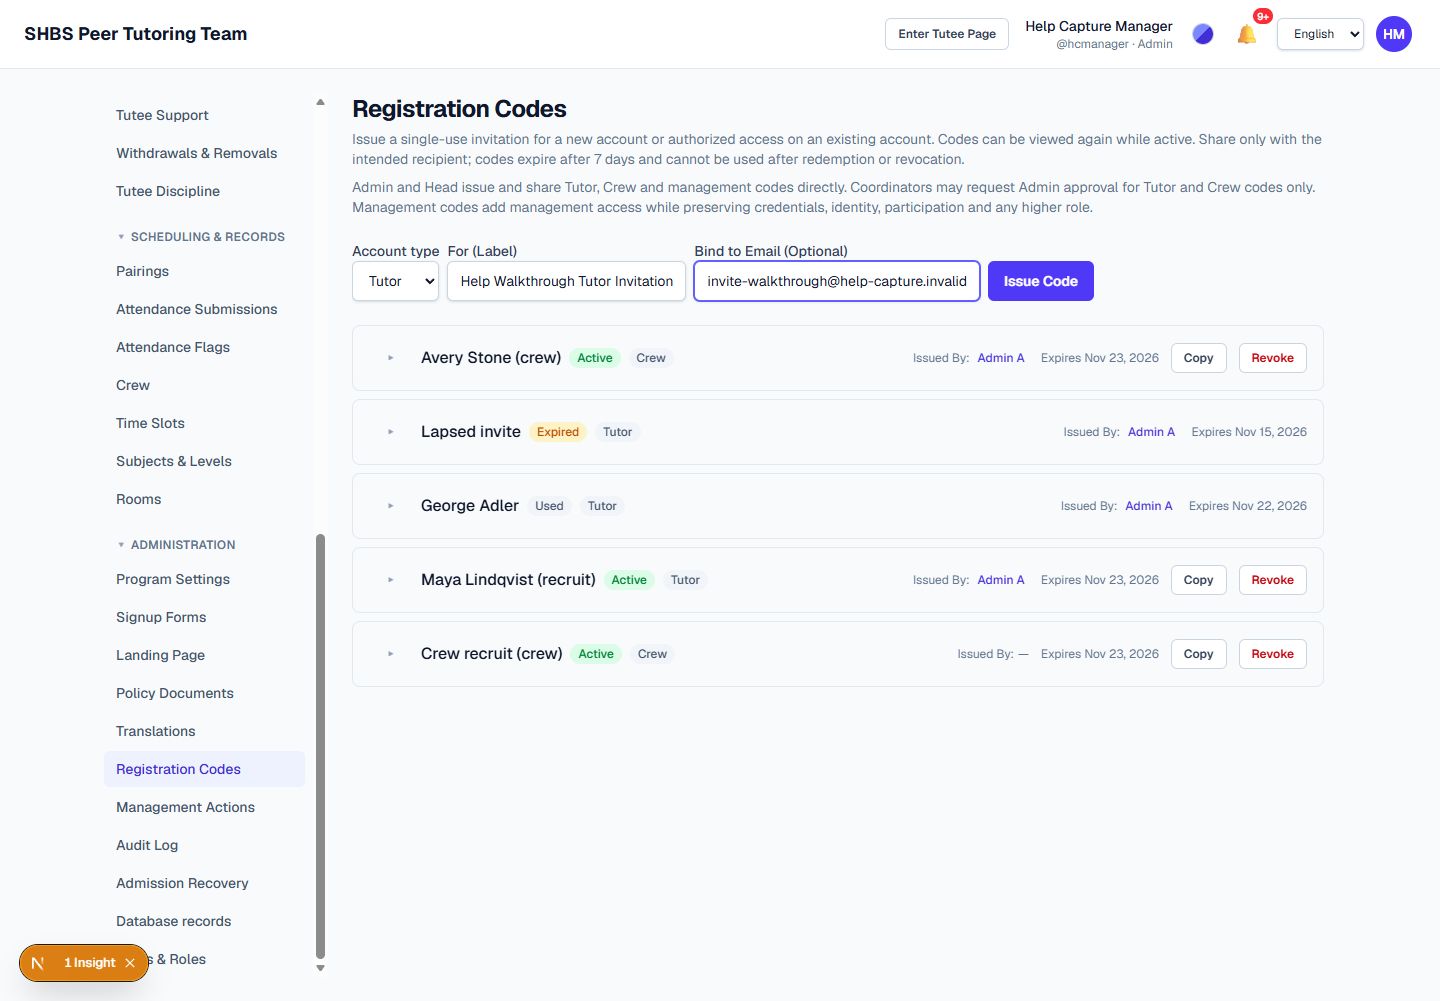 SHBS Peer Tutoring Team
Enter Tutee Page
Help Capture Manager
@hcmanager · Admin
9+
English
HM
Tutee Support
Withdrawals & Removals
Tutee Discipline
SCHEDULING & RECORDS
Pairings
Attendance Submissions
Attendance Flags
Crew
Time Slots
Subjects & Levels
Rooms
ADMINISTRATION
Program Settings
Signup Forms
Landing Page
Policy Documents
Translations
Registration Codes
Management Actions
Audit Log
Admission Recovery
Database records
s & Roles
N 1 Insight
Registration Codes
Issue a single-use invitation for a new account or authorized access on an existing account. Codes can be viewed again while active. Share only with the
intended recipient; codes expire after 7 days and cannot be used after redemption or revocation.
Admin and Head issue and share Tutor, Crew and management codes directly. Coordinators may request Admin approval for Tutor and Crew codes only.
Management codes add management access while preserving credentials, identity, participation and any higher role.
Account type For (Label) Bind to Email (Optional)
Tutor Help Walkthrough Tutor Invitation invite-walkthrough@help-capture.invalid Issue Code
Avery Stone (crew) Active Crew Issued By: Admin A Expires Nov 23, 2026 Copy Revoke
Lapsed invite Expired Tutor Issued By: Admin A Expires Nov 15, 2026
George Adler Used Tutor Issued By: Admin A Expires Nov 22, 2026
Maya Lindqvist (recruit) Active Tutor Issued By: Admin A Expires Nov 23, 2026 Copy Revoke
Crew recruit (crew) Active Crew Issued By: — Expires Nov 23, 2026 Copy Revoke